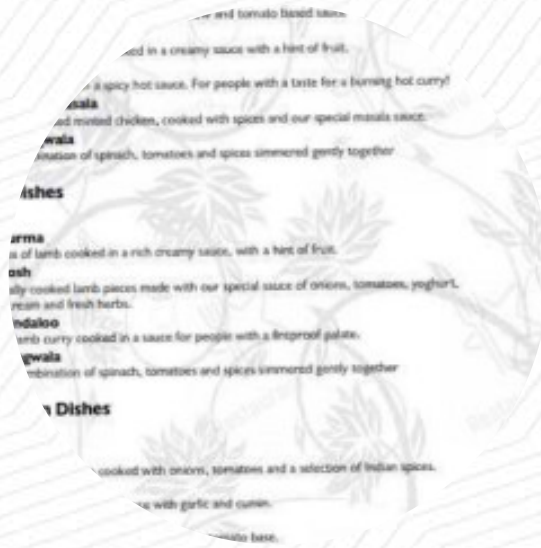 and tomato based sauce
ed in a creamy sauce with a hint of fruit.
a spicy hot sauce. For people with a taste for a burning hot curry!
sala
ed minted chicken, cooked with spices and our special masala sauce.
wala
bination of spinach, tomatoes and spices simmered gently together
ishes
urma
s of lamb cooked in a rich creamy sauce, with a hint of fruit.
osh
ally cooked lamb pieces made with our special sauce of onions, tomatoes, yoghurt,
ream and fresh herbs.
ndaloo
amb curry cooked in a sauce for people with a fireproof palate.
gwala
mbination of spinach, tomatoes and spices simmered gently together
Dishes
cooked with onions, tomatoes and a selection of Indian spices.
with garlic and cumin.
mato base.